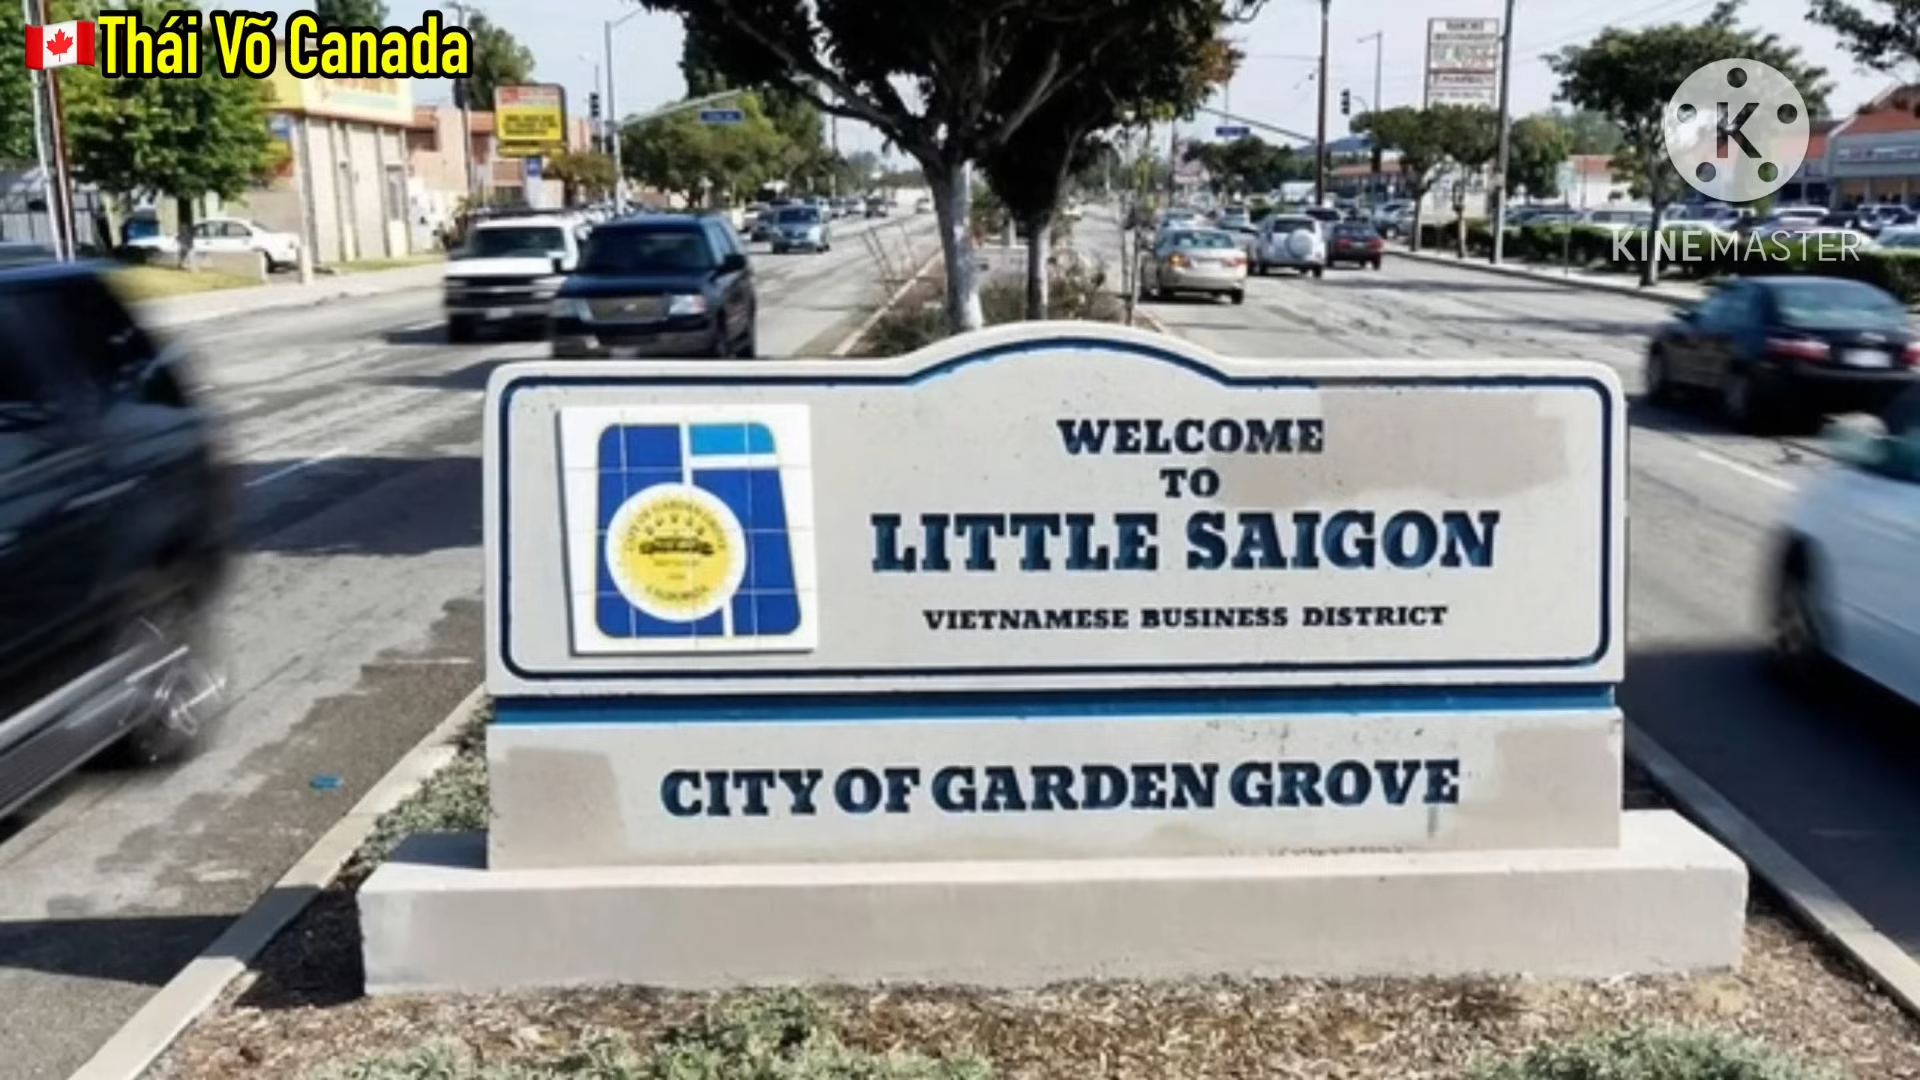 Thái Võ Canada
K
KINEMASTER
WELCOME
TO
LITTLE SAIGON
VIETNAMESE BUSINESS DISTRICT
CITY OF GARDEN GROVE